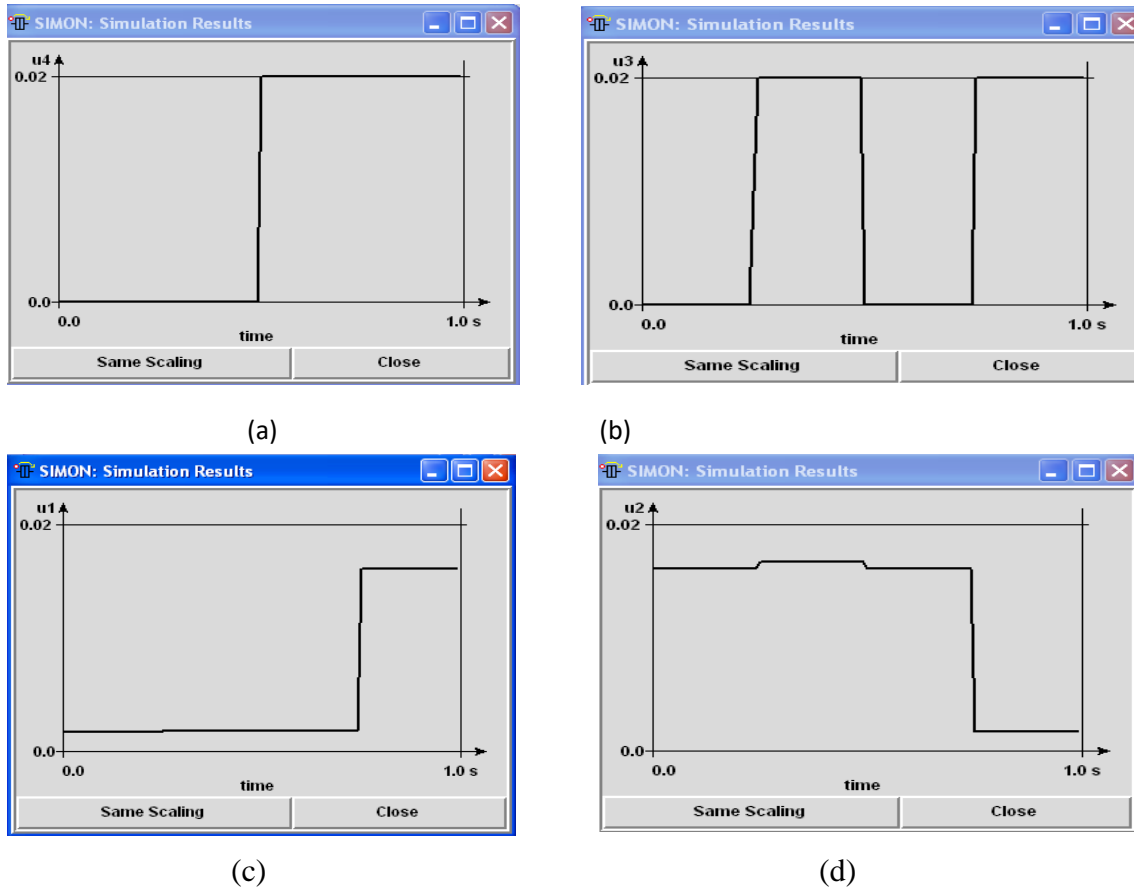 SIMON: Simulation Results
u4
0.02
0.0
0.0
1.0 s
time
Same Scaling
Close
SIMON: Simulation Results
u3
0.02
0.0
0.0
1.0 s
time
Same Scaling
Close
(a)
(b)
SIMON: Simulation Results
u1
0.02
0.0
0.0
1.0 s
time
Same Scaling
Close
SIMON: Simulation Results
u2
0.02
0.0
0.0
1.0 s
time
Same Scaling
Close
(c)
(d)